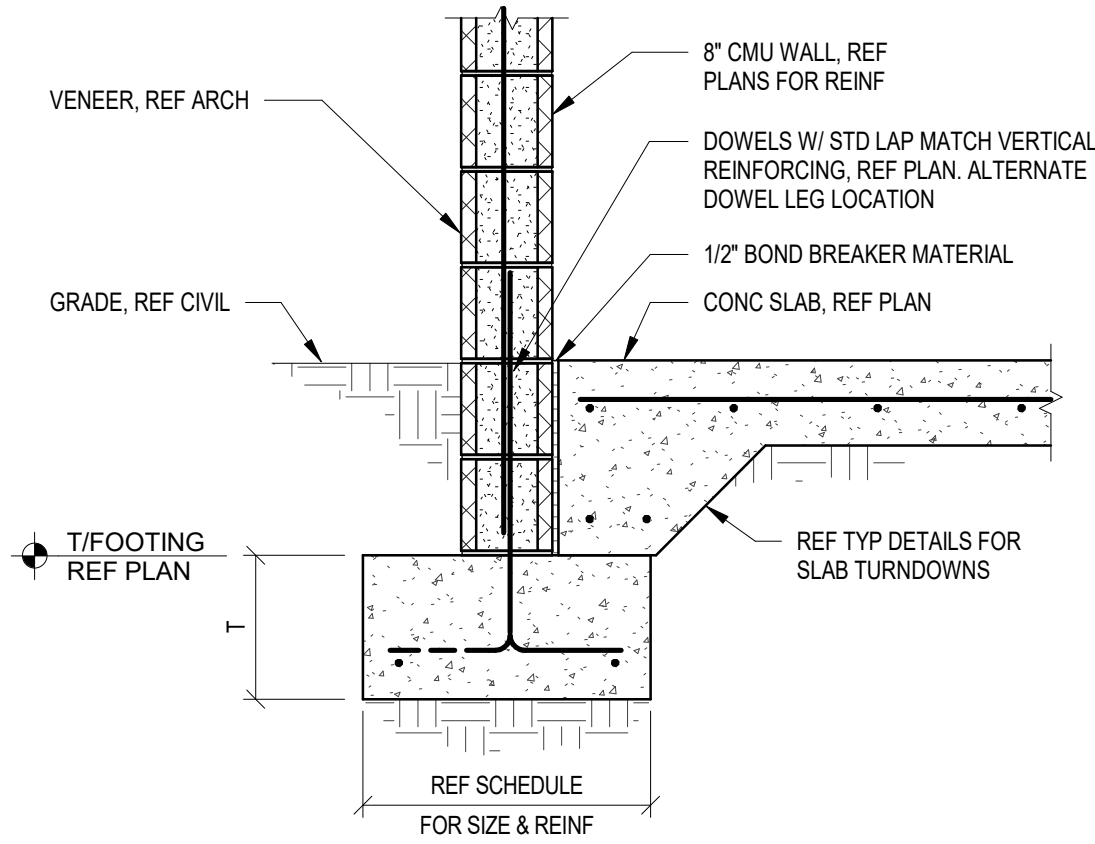 8" CMU WALL, REF
PLANS FOR REINF
VENEER, REF ARCH
DOWELS W/ STD LAP MATCH VERTICAL
REINFORCING, REF PLAN. ALTERNATE
DOWEL LEG LOCATION
1/2" BOND BREAKER MATERIAL
GRADE, REF CIVIL
CONC SLAB, REF PLAN
T/FOOTING
REF PLAN
REF TYP DETAILS FOR
SLAB TURNDOWNS
T
REF SCHEDULE
FOR SIZE & REINF